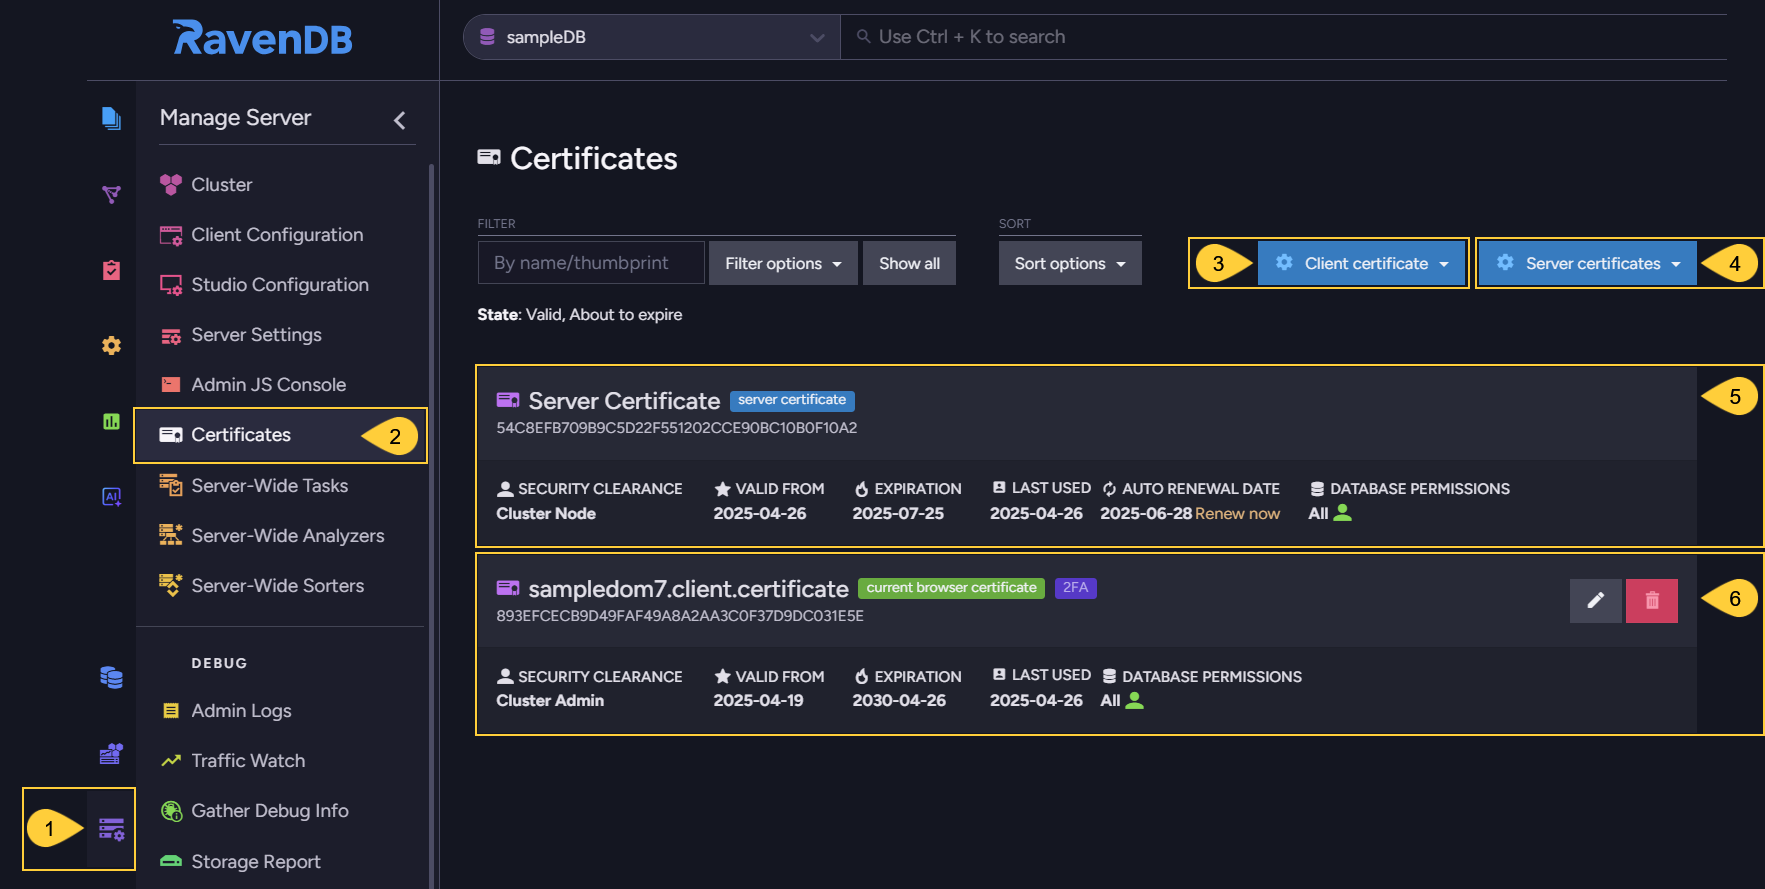 RavenDB
sampleDB
Use Ctrl + K to search
Manage Server
Cluster
Client Configuration
Studio Configuration
Server Settings
Admin JS Console
Certificates
2
Server-Wide Tasks
Server-Wide Analyzers
Server-Wide Sorters
DEBUG
Admin Logs
Traffic Watch
Gather Debug Info
Storage Report
1
AI
Certificates
FILTER
SORT
By name/thumbprint
Filter options
Show all
Sort options
3
Client certificate
Server certificates
4
State: Valid, About to expire
Server Certificate server certificate
5
54C8EFB709B9C5D22F551202CCE90BC10B0F10A2
SECURITY CLEARANCE VALID FROM EXPIRATION LAST USED AUTO RENEWAL DATE DATABASE PERMISSIONS
Cluster Node 2025-04-26 2025-07-25 2025-04-26 2025-06-28 Renew now All
sampledom7.client.certificate current browser certificate 2FA
6
893EFCECB9D49FAF49A8A2AA3C0F37D9DC031E5E
SECURITY CLEARANCE VALID FROM EXPIRATION LAST USED DATABASE PERMISSIONS
Cluster Admin 2025-04-19 2030-04-26 2025-04-26 All